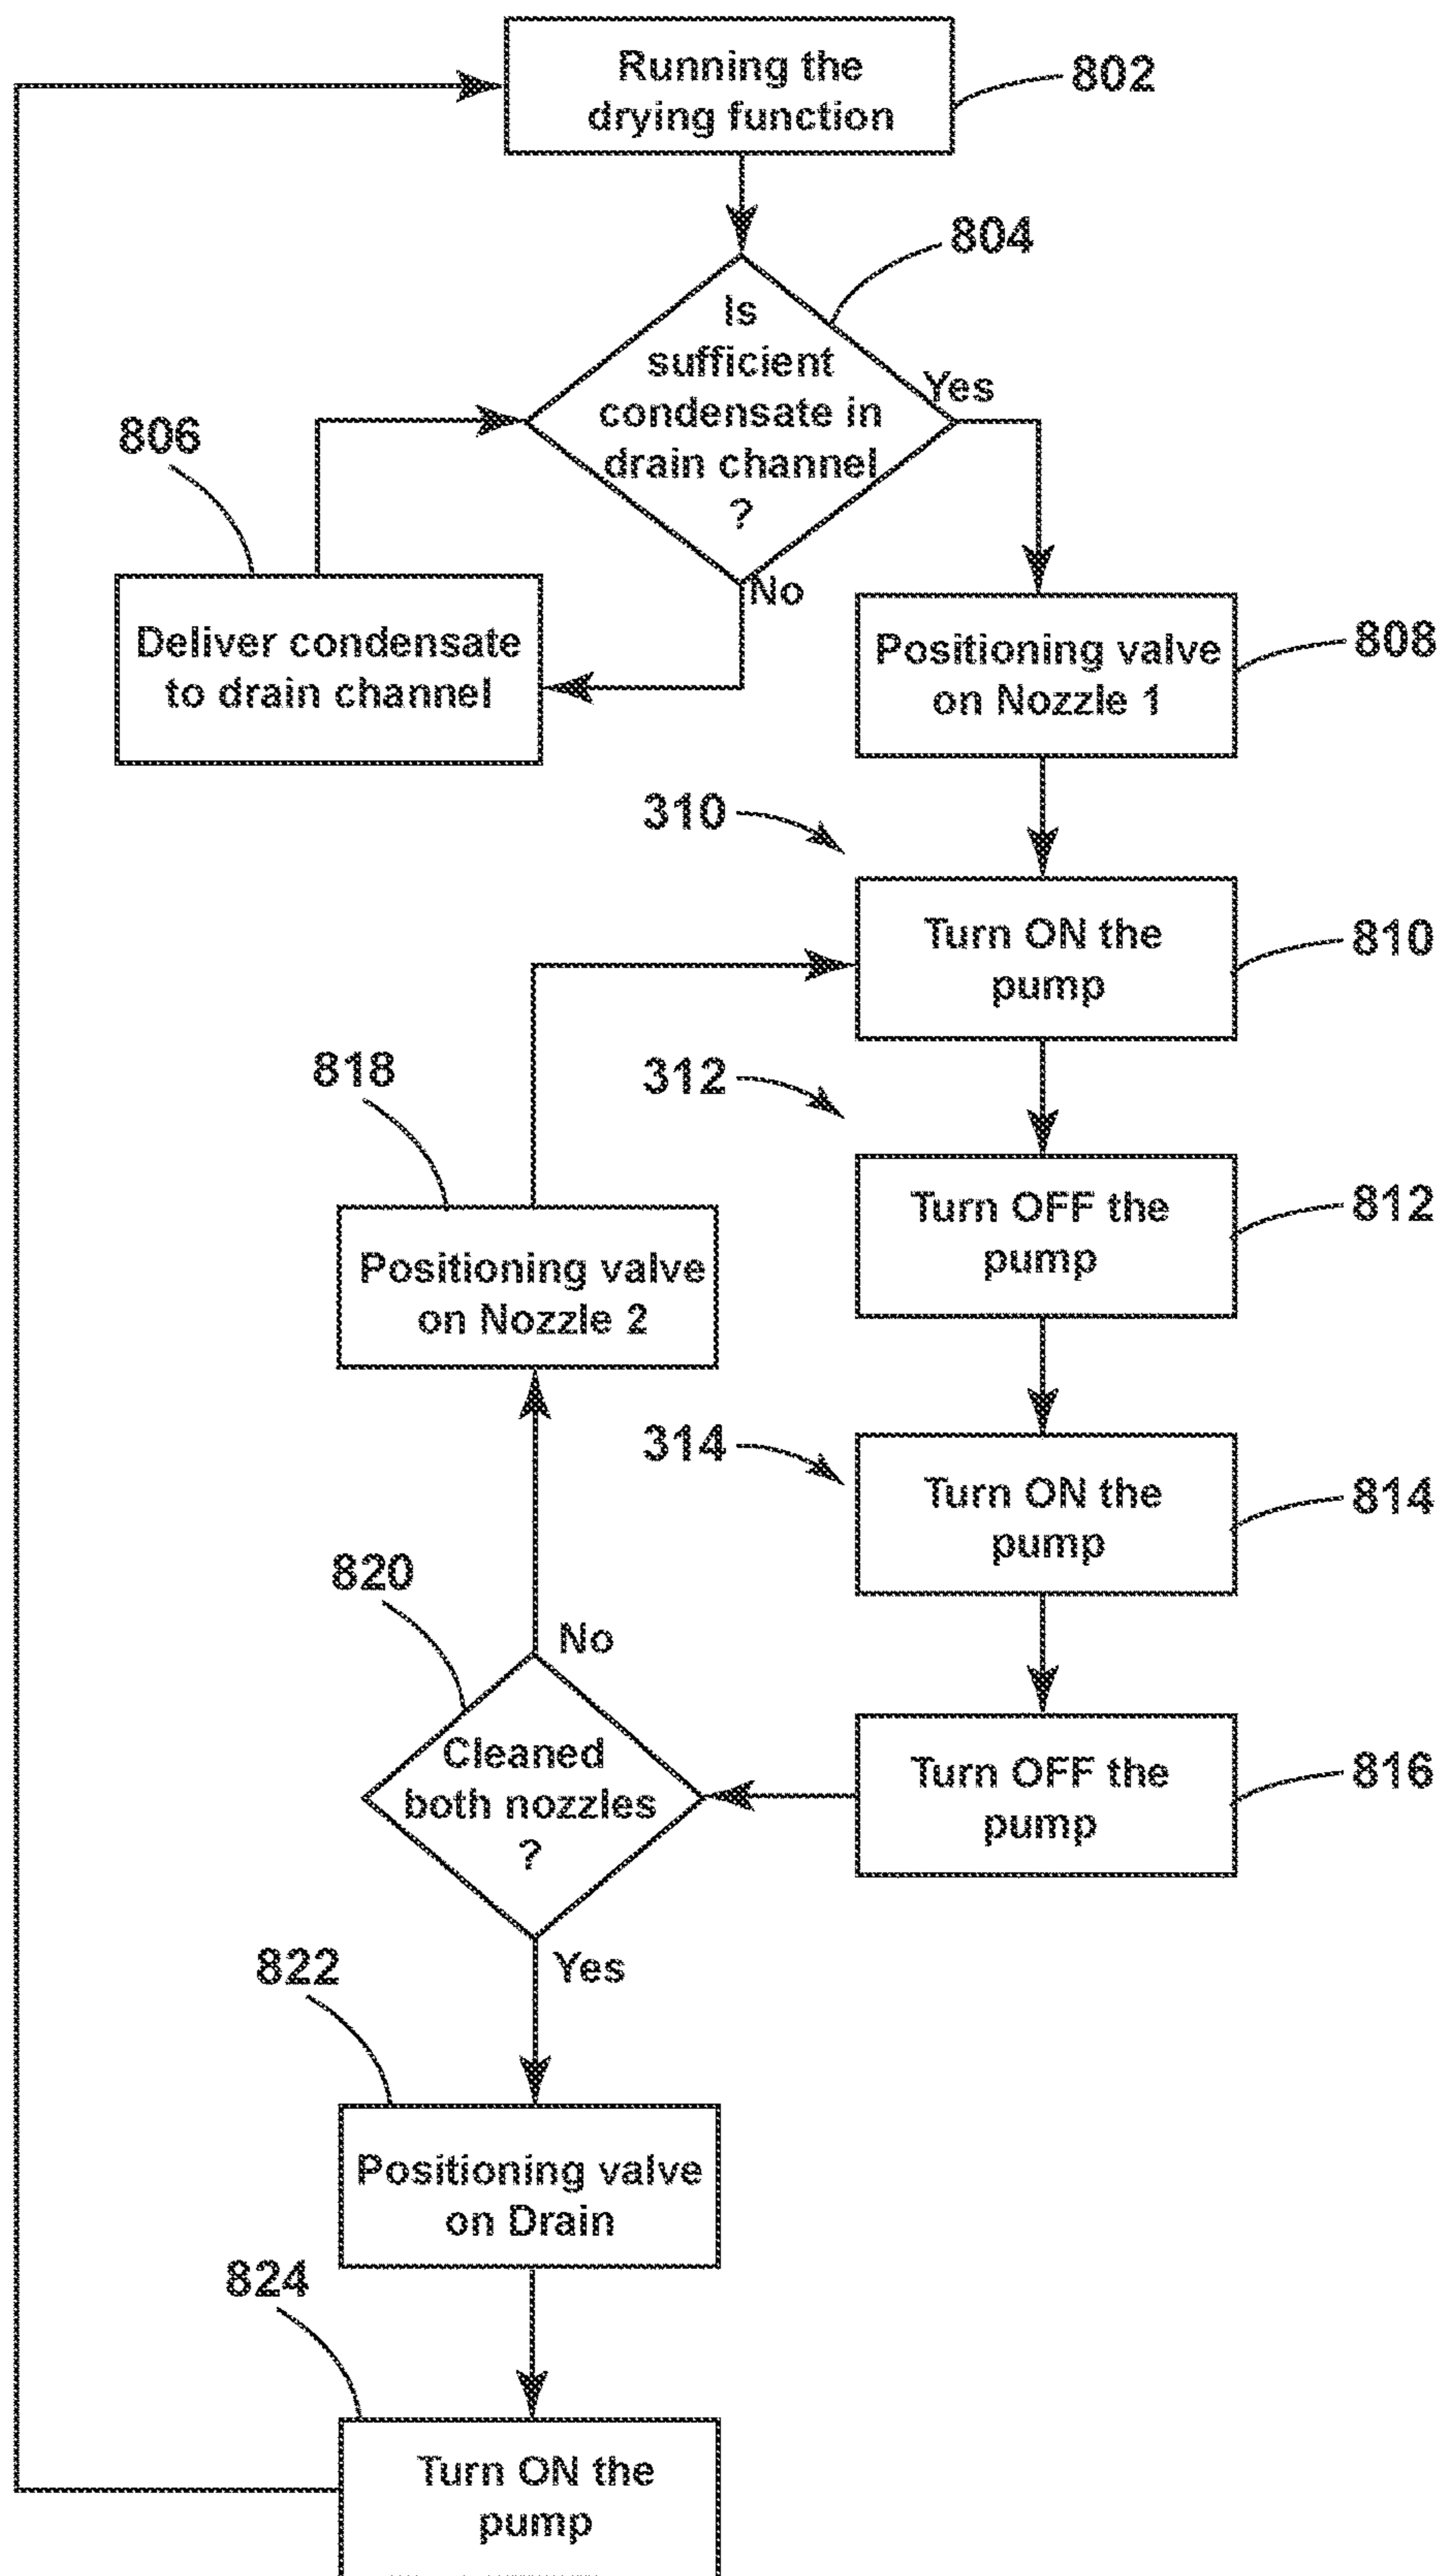 Running the
drying function
802
804
Is
sufficient
condensate in
drain channel
?
Yes
No
806
Deliver condensate
to drain channel
Positioning valve
on Nozzle 1
808
310
Turn ON the
pump
810
312
Turn OFF the
pump
812
818
Positioning valve
on Nozzle 2
314
Turn ON the
pump
814
820
No
Cleaned
both nozzles
?
Turn OFF the
pump
816
Yes
822
Positioning valve
on Drain
824
Turn ON the
pump